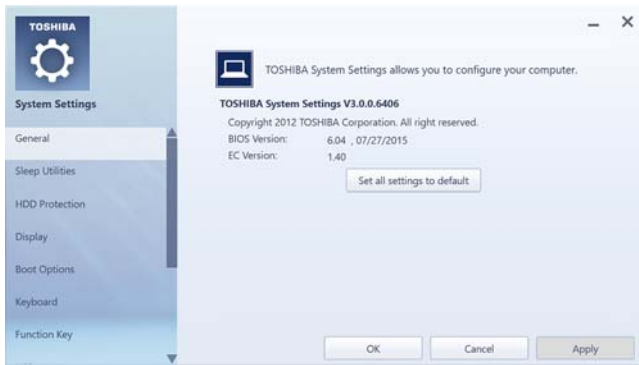 TOSHIBA
System Settings
General
Sleep Utilities
HDD Protection
Display
Boot Options
Keyboard
Function Key
TOSHIBA System Settings allows you to configure your computer.
TOSHIBA System Settings V3.0.0.6406
Copyright 2012 TOSHIBA Corporation. All right reserved.
BIOS Version: 6.04 , 07/27/2015
EC Version: 1.40
Set all settings to default
OK Cancel Apply